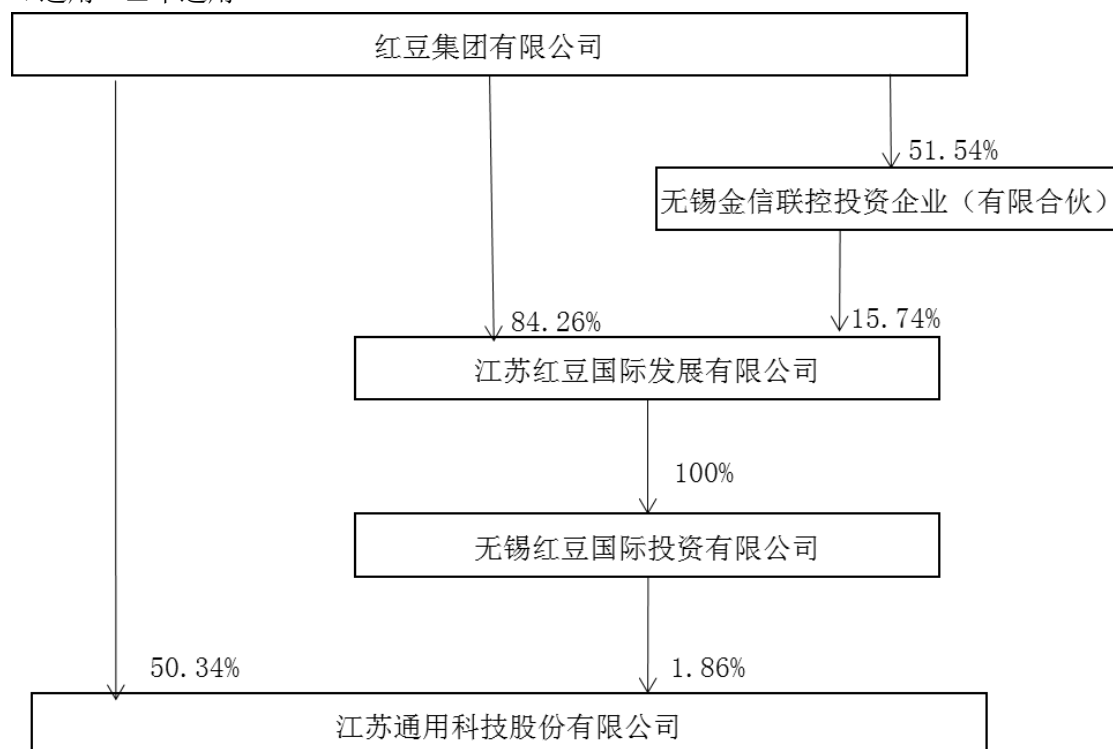 红豆集团有限公司
51.54%
无锡金信联控投资企业（有限合伙）
84.26%
15.74%
江苏红豆国际发展有限公司
100%
无锡红豆国际投资有限公司
50.34%
1.86%
江苏通用科技股份有限公司